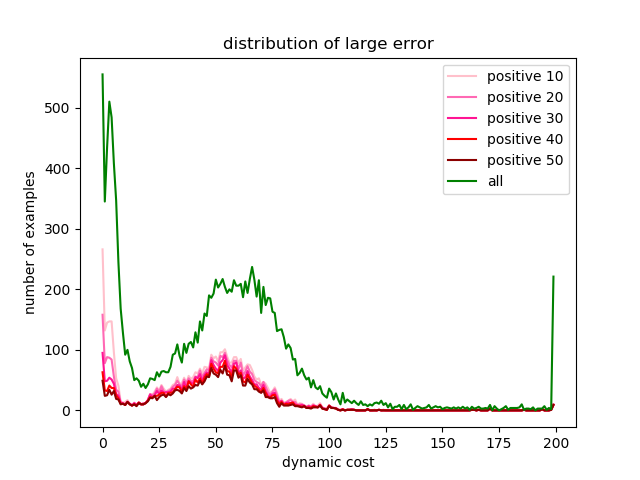 distribution of large error
positive 10
positive 20
positive 30
positive 40
positive 50
all
number of examples
500
400
300
200
100
0
0 25 50 75 100 125 150 175 200
dynamic cost